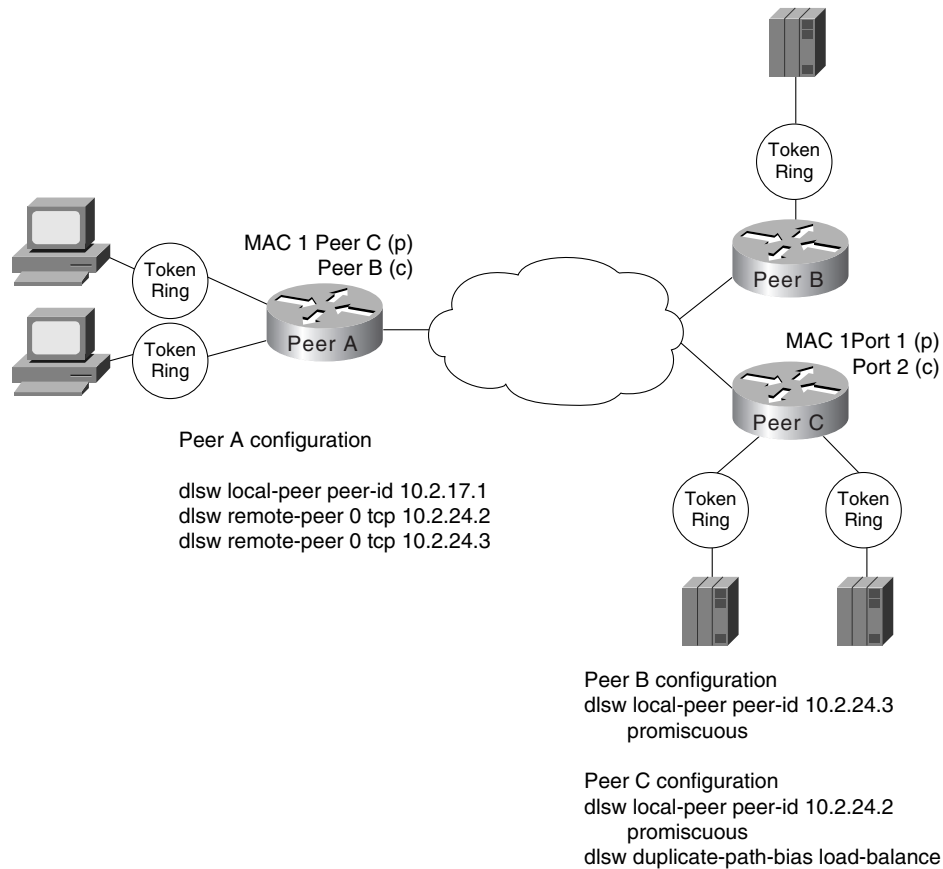 Token
Ring
MAC 1 Peer C (p)
Peer B (c)
Token
Ring
Peer B
Peer A
Token
Ring
MAC 1Port 1 (p)
Port 2 (c)
Peer C
Peer A configuration
dlsw local-peer peer-id 10.2.17.1
dlsw remote-peer 0 tcp 10.2.24.2
dlsw remote-peer 0 tcp 10.2.24.3
Token
Ring
Token
Ring
Peer B configuration
dlsw local-peer peer-id 10.2.24.3
promiscuous
Peer C configuration
dlsw local-peer peer-id 10.2.24.2
promiscuous
dlsw duplicate-path-bias load-balance